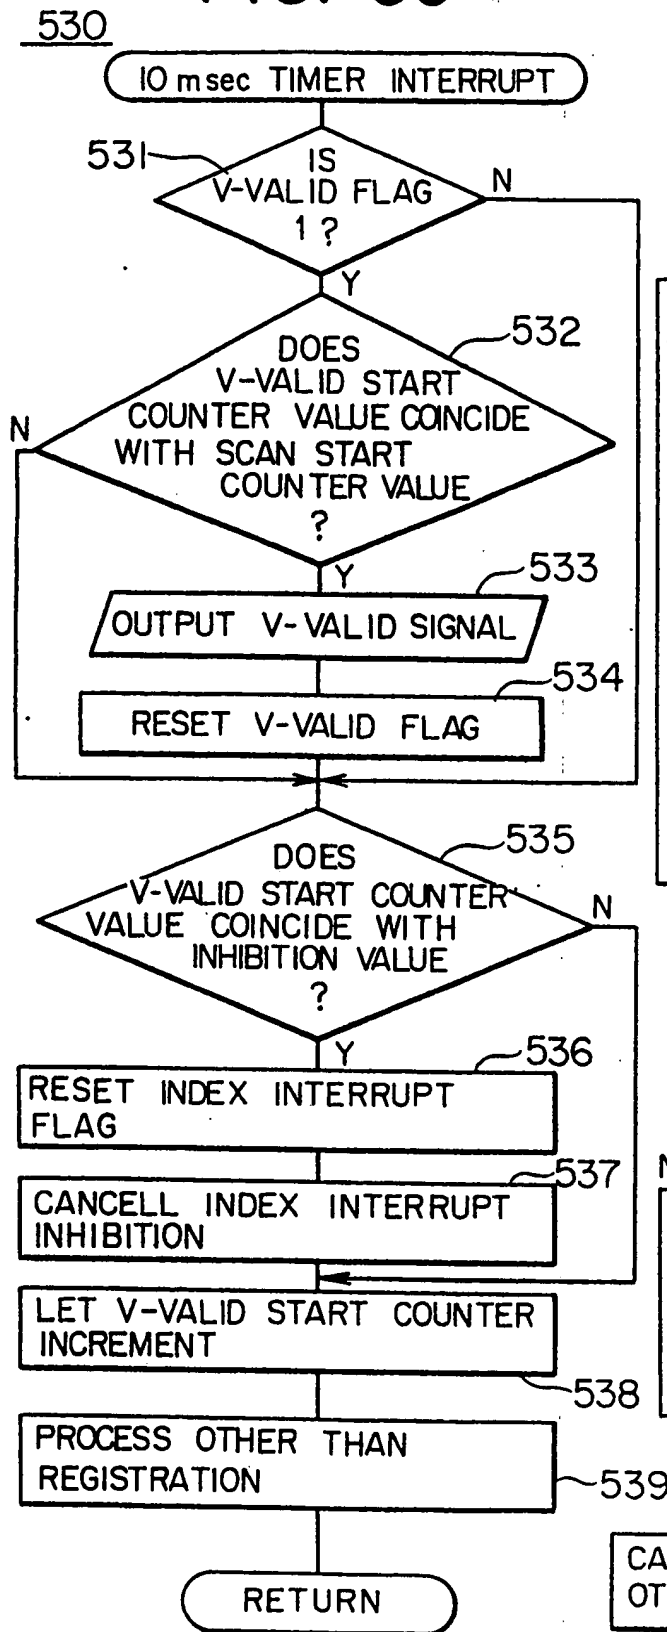 530
10 msec TIMER INTERRUPT
531
IS
V-VALID FLAG
1 ?
N
Y
532
DOES
V-VALID START
COUNTER VALUE COINCIDE
WITH SCAN START
COUNTER VALUE
?
N
Y
533
OUTPUT V-VALID SIGNAL
534
RESET V-VALID FLAG
535
DOES
V-VALID START COUNTER
VALUE COINCIDE WITH
INHIBITION VALUE
?
N
Y
536
RESET INDEX INTERRUPT
FLAG
537
CANCELL INDEX INTERRUPT
INHIBITION
LET V-VALID START COUNTER
INCREMENT
538
PROCESS OTHER THAN
REGISTRATION
539
RETURN
CA
OT